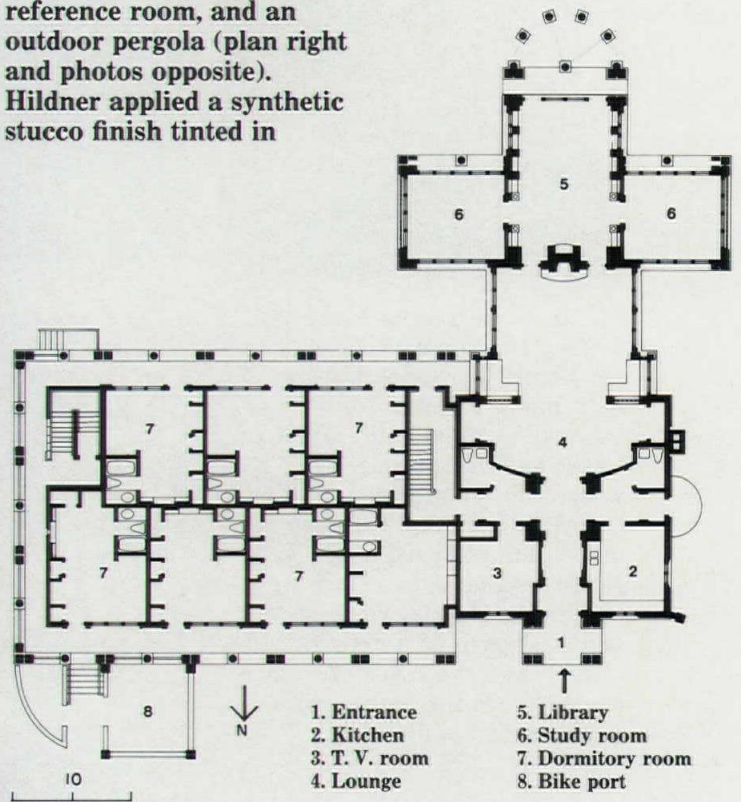 reference room, and an
outdoor pergola (plan right
and photos opposite).
Hildner applied a synthetic
stucco finish tinted in
5
6
6
4
7
7
7
7
3
2
1
8
N
10
1. Entrance
2. Kitchen
3. T. V. room
4. Lounge
5. Library
6. Study room
7. Dormitory room
8. Bike port